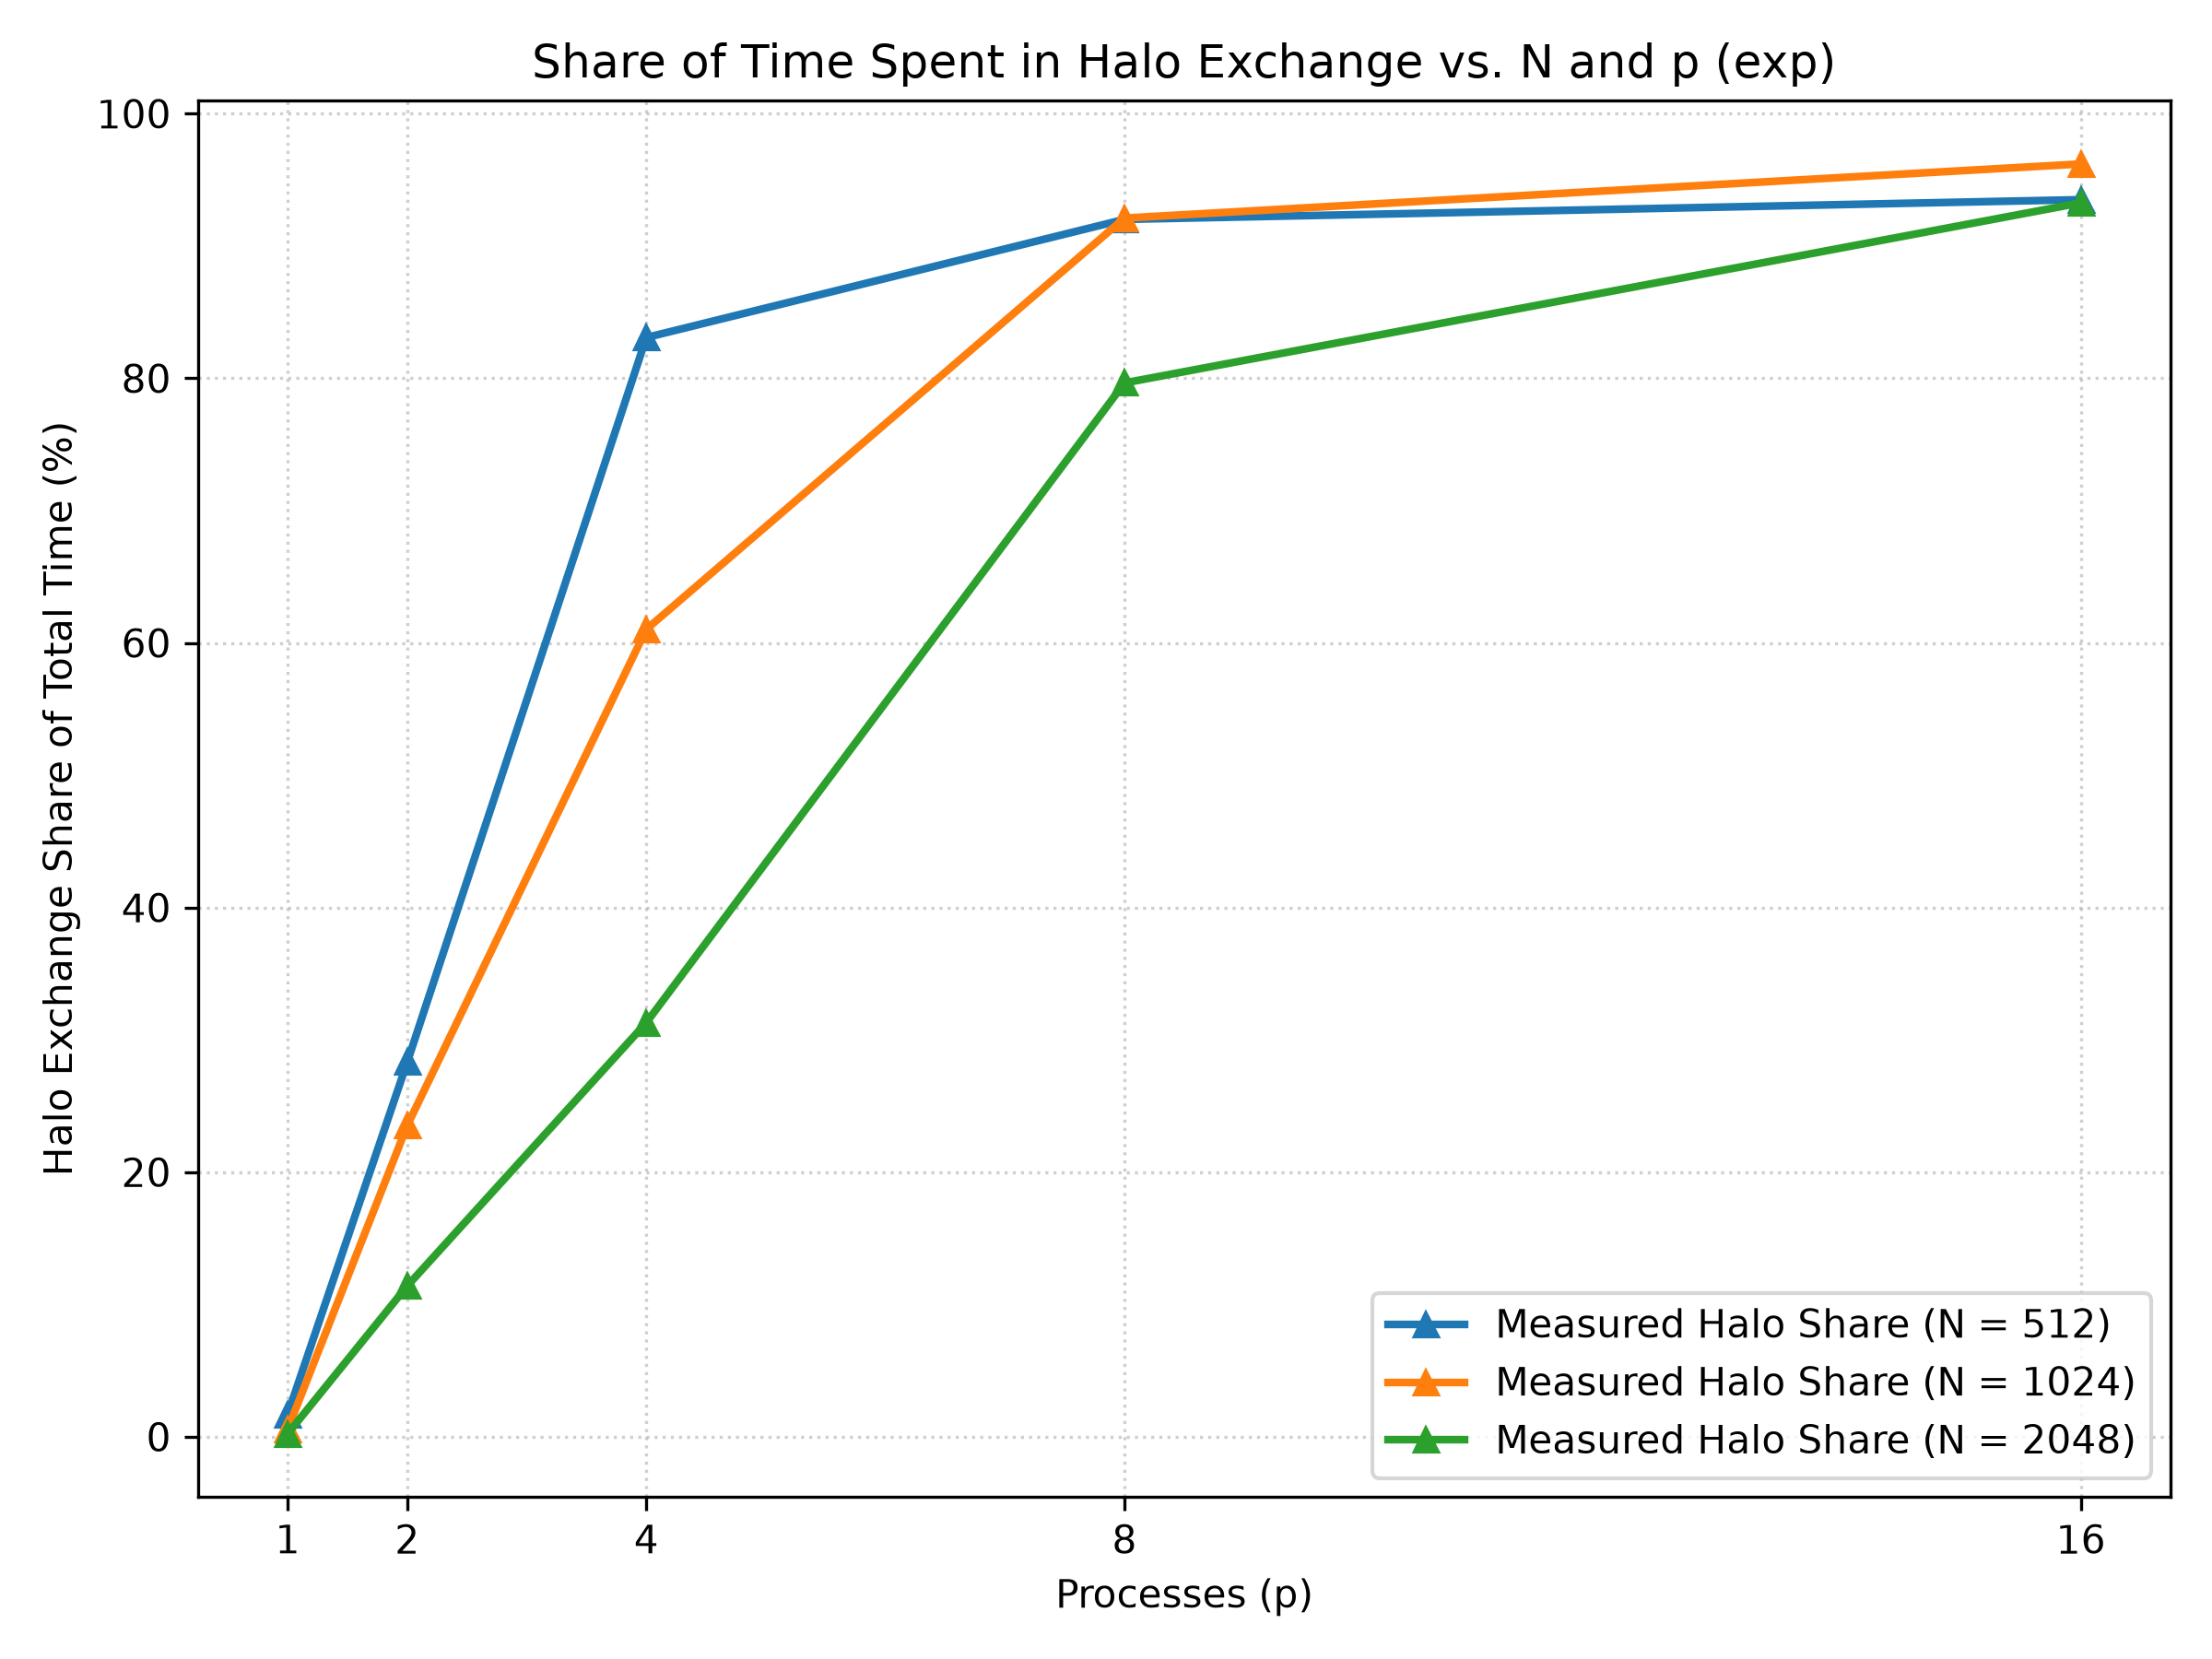 Share of Time Spent in Halo Exchange vs. N and p (exp)
Halo Exchange Share of Total Time (%)
100
80
60
40
20
0
1
2
4
8
16
Processes (p)
Measured Halo Share (N = 512)
Measured Halo Share (N = 1024)
Measured Halo Share (N = 2048)